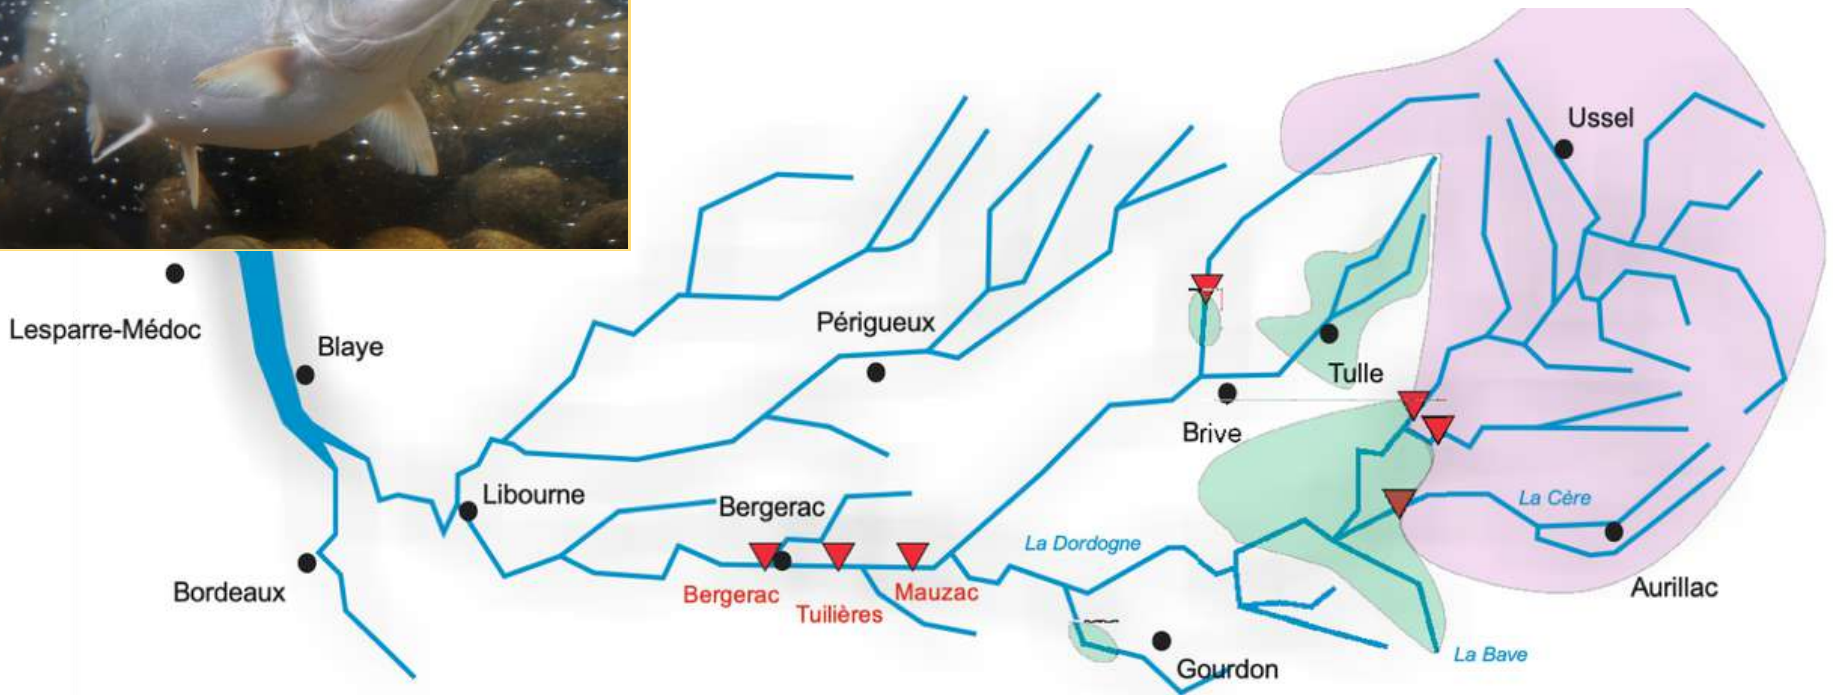 Ussel
Lesparre-Médoc
Blaye
Périgueux
Tulle
Brive
Libourne
Bergerac
La Cère
La Dordogne
Bordeaux
Bergerac
Tuilières
Mauzac
Aurillac
La Bave
Gourdon